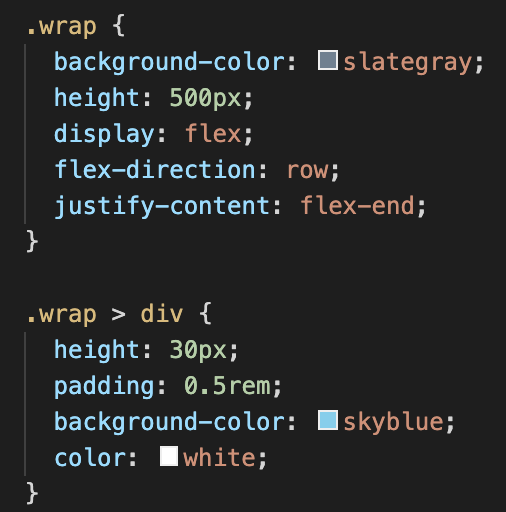 .wrap {
  background-color: slategray;
  height: 500px;
  display: flex;
  flex-direction: row;
  justify-content: flex-end;
}

.wrap > div {
  height: 30px;
  padding: 0.5rem;
  background-color: skyblue;
  color: white;
}